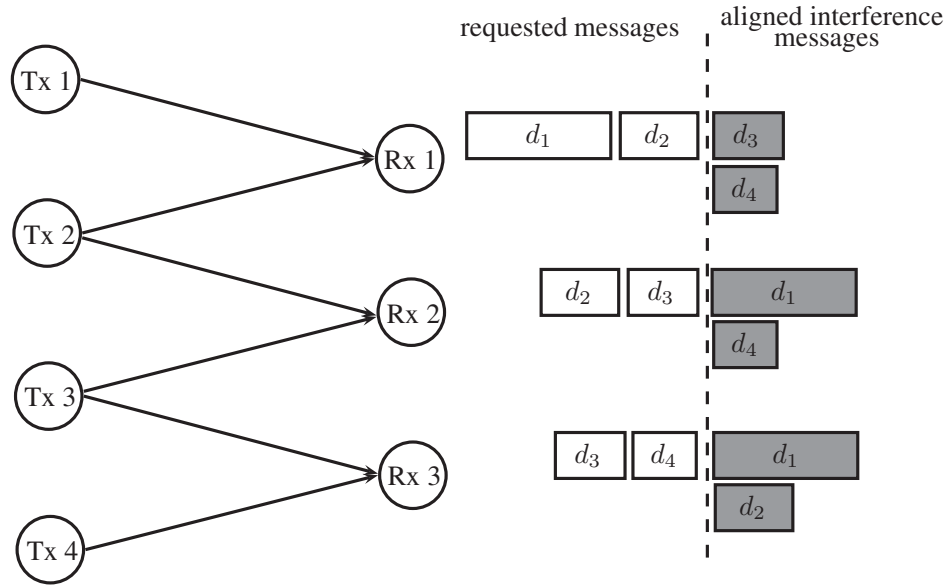 requested messages
aligned interference
messages
Tx 1
Tx 2
Tx 3
Tx 4
Rx 1
Rx 2
Rx 3
d₁ d₂ d₃
d₄
d₂ d₃ d₁
d₄
d₃ d₄ d₁
d₂